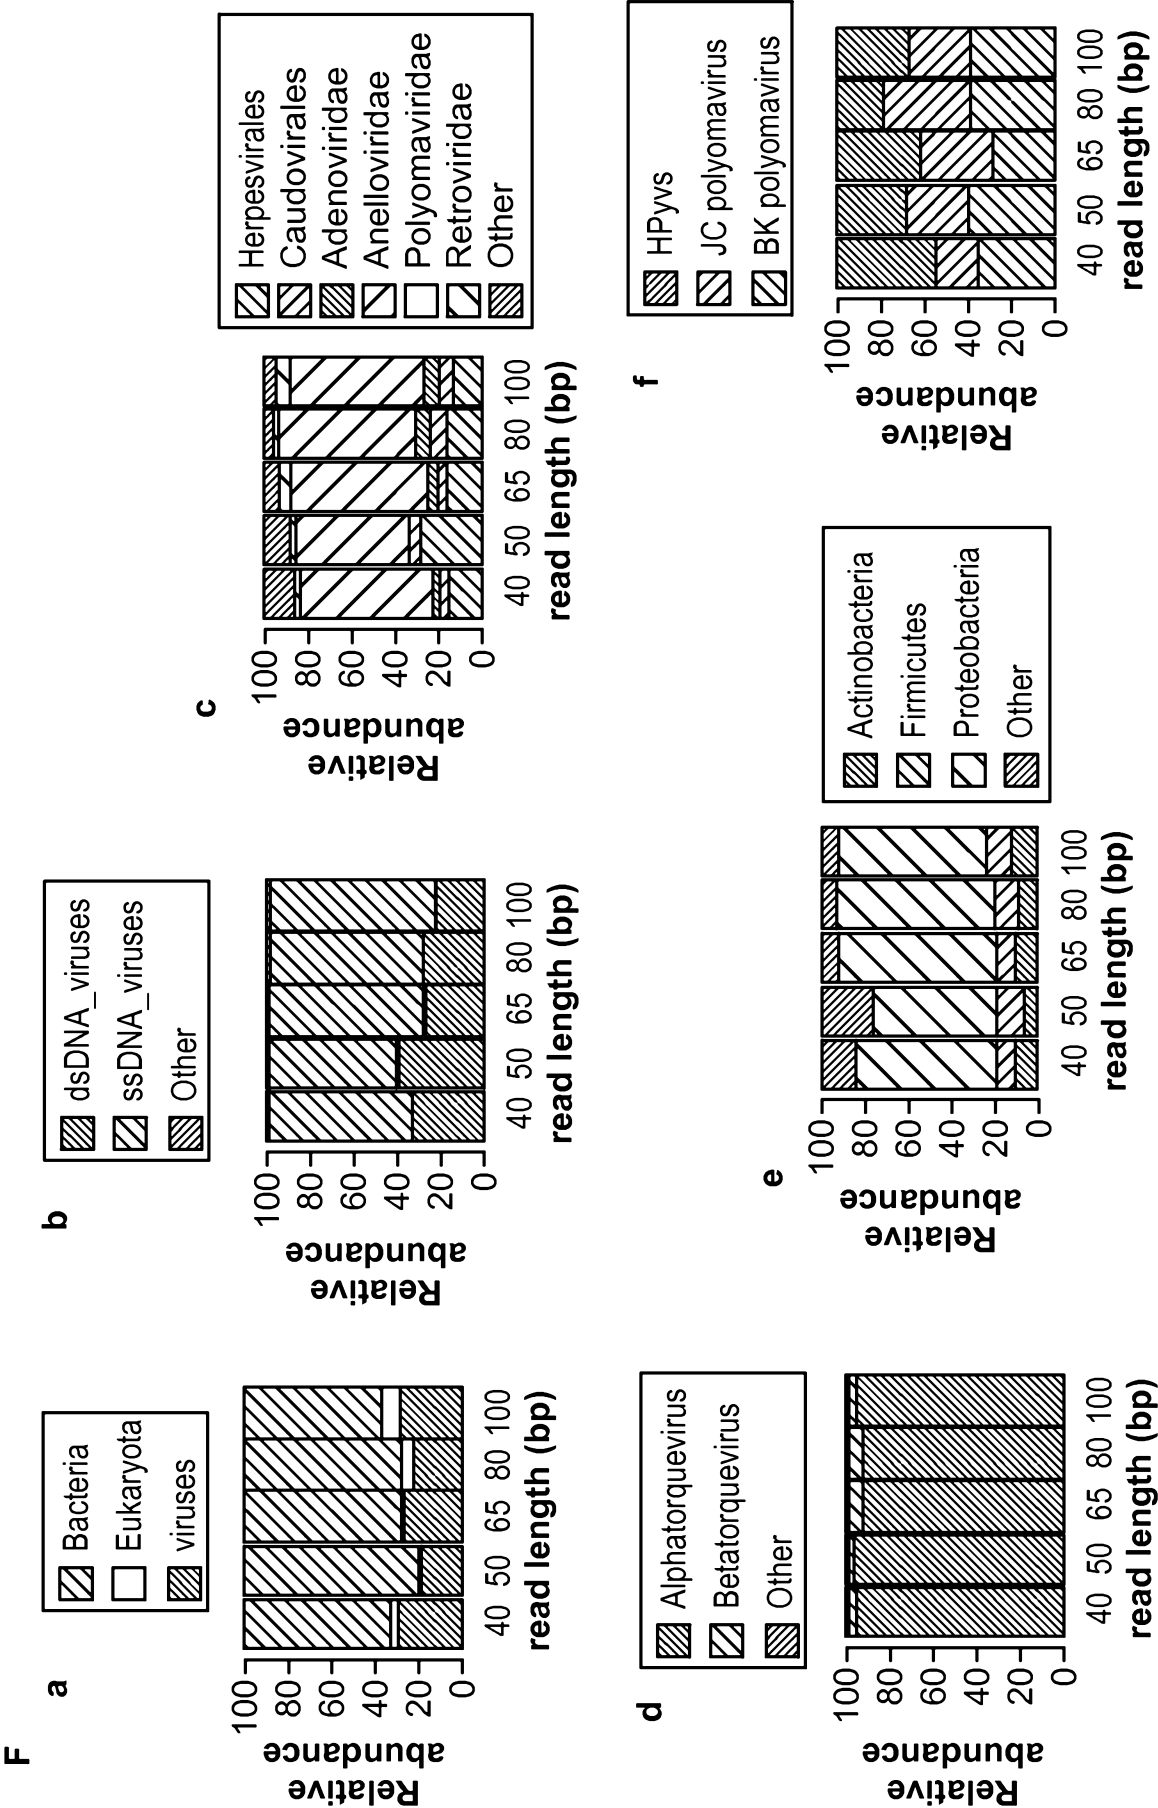 F
a
Bacteria
Eukaryota
viruses
Relative
abundance
100
80
60
40
20
0
40 50 65 80 100
read length (bp)
b
dsDNA_viruses
ssDNA_viruses
Other
Relative
abundance
100
80
60
40
20
0
40 50 65 80 100
read length (bp)
c
Herpesvirales
Caudovirales
Adenoviridae
Anelloviridae
Polyomaviridae
Retroviridae
Other
Relative
abundance
100
80
60
40
20
0
40 50 65 80 100
read length (bp)
d
Alphatorquevirus
Betatorquevirus
Other
Relative
abundance
100
80
60
40
20
0
40 50 65 80 100
read length (bp)
e
Actinobacteria
Firmicutes
Proteobacteria
Other
Relative
abundance
100
80
60
40
20
0
40 50 65 80 100
read length (bp)
f
HPyvs
JC polyomavirus
BK polyomavirus
Relative
abundance
100
80
60
40
20
0
40 50 65 80 100
read length (bp)